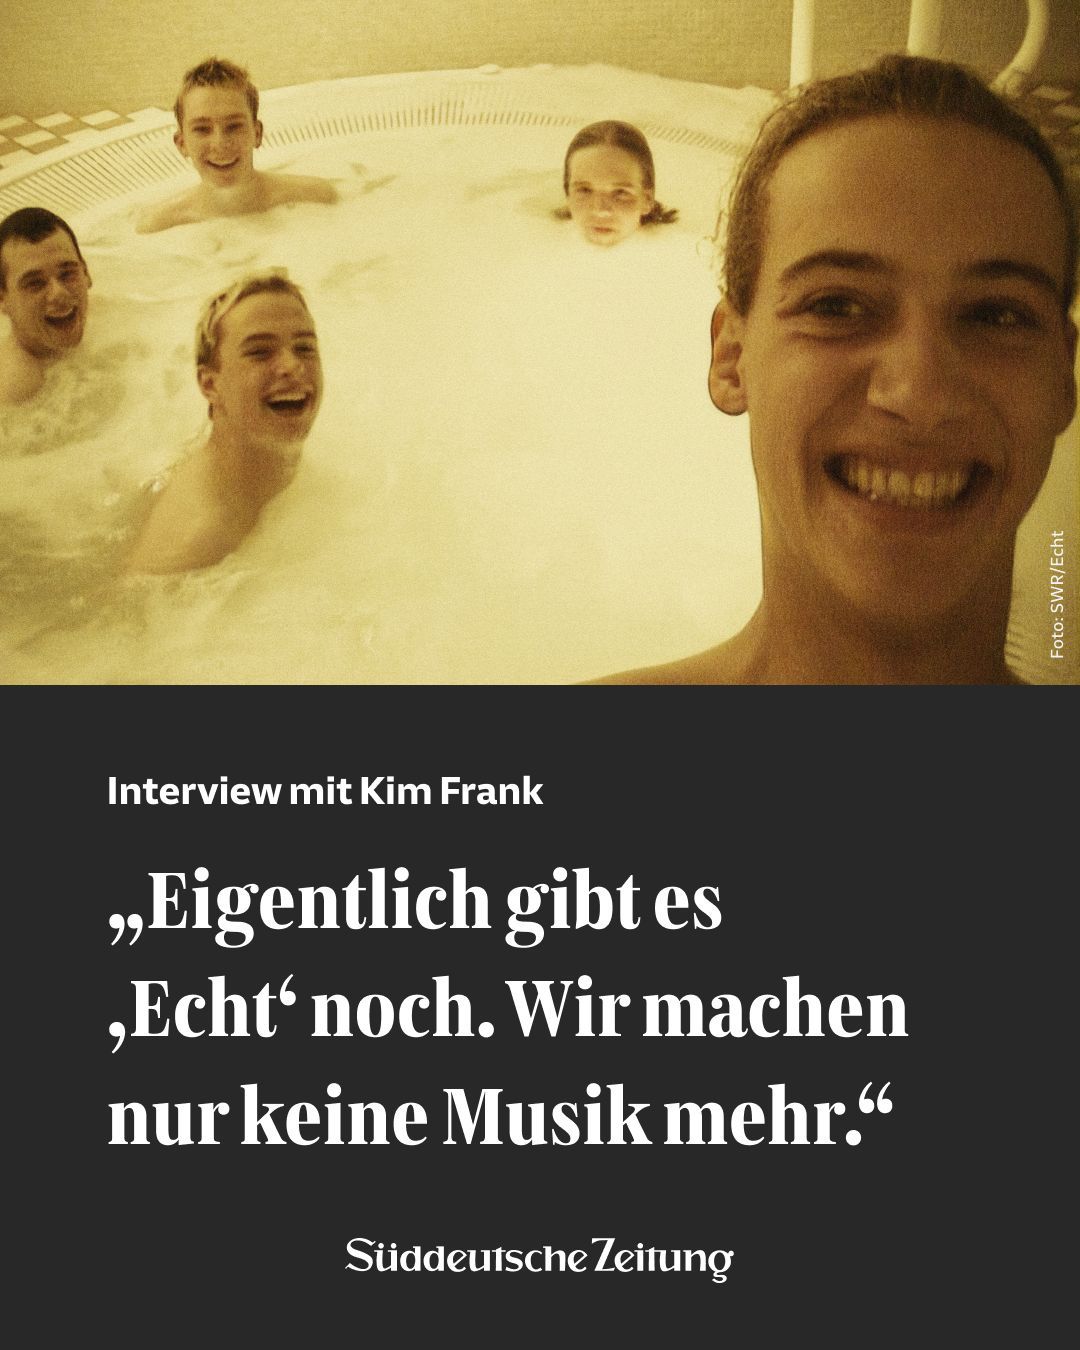 Foto: SWR/Echt
Interview mit Kim Frank
„Eigentlich gibt es
‚Echt‘ noch. Wir machen
nur keine Musik mehr.“
Süddeutsche Zeitung